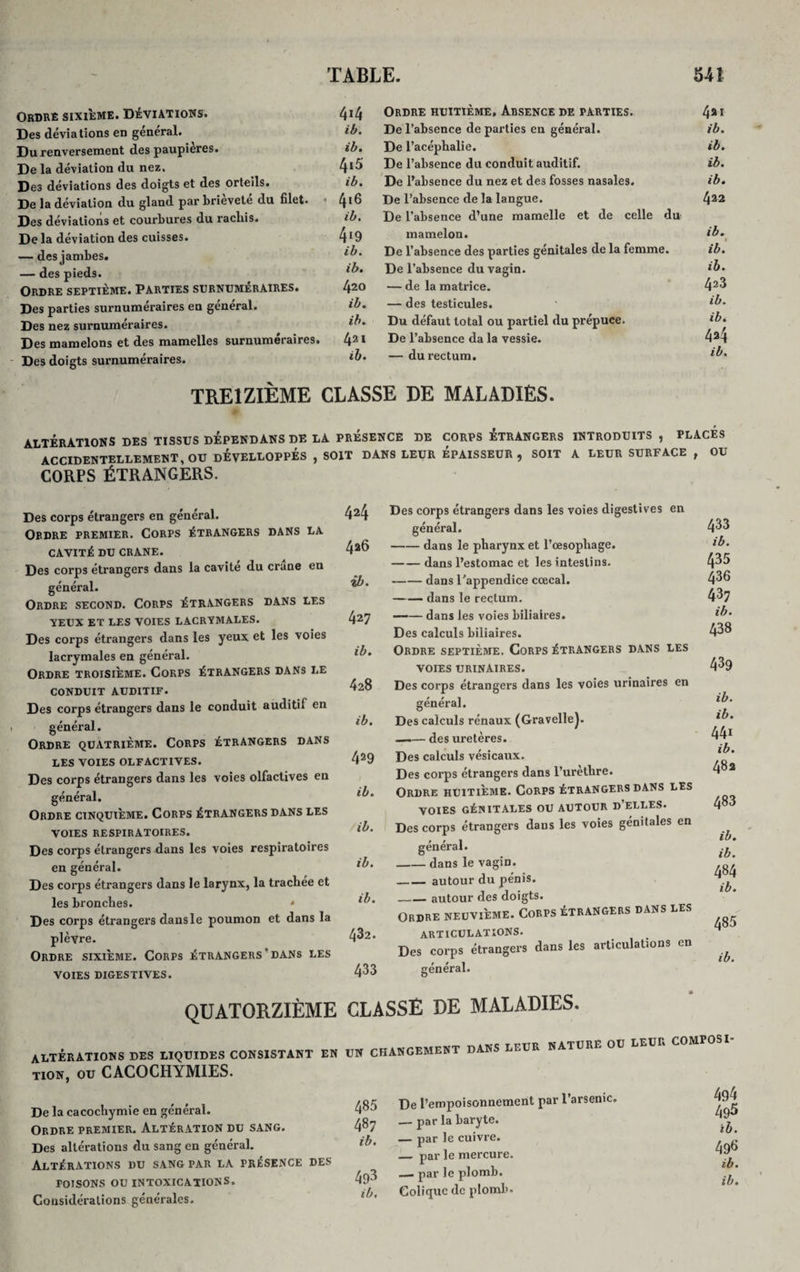 TABLE. 541
ORDRE SIXIÈME. DÉVIATIONS. 414
Des déviations en général. ib.
Du renversement des paupières. ib.
De la déviation du nez. 415
Des déviations des doigts et des orteils. ib.
De la déviation du gland par brièveté du filet. 416
Des déviations et courbures du rachis. ib.
De la déviation des cuisses. 419
— des jambes. ib.
— des pieds. ib.
ORDRE SEPTIÈME. PARTIES SURNUMÉRAIRES. 420
Des parties surnuméraires en général. ib.
Des nez surnuméraires. ib.
Des mamelons et des mamelles surnuméraires. 421
Des doigts surnuméraires. ib.
ORDRE HUITIÈME. ABSENCE DE PARTIES. 421
De l'absence de parties en général. ib.
De l'acéphalie. ib.
De l'absence du conduit auditif. ib.
De l'absence du nez et des fosses nasales. ib.
De l'absence de la langue. 422
De l'absence d'une mamelle et de celle du
mamelon. ib.
De l'absence des parties génitales de la femme. ib.
De l'absence du vagin. ib.
— de la matrice. 423
— des testicules. ib.
Du défaut total ou partiel du prépuce. ib.
De l'absence da la vessie. 424
— du rectum. ib.
TREIZIÈME CLASSE DE MALADIES.
ALTÉRATIONS DES TISSUS DÉPENDANS DE LA PRÉSENCE DE CORPS ÉTRANGERS INTRODUITS , PLACÉS
ACCIDENTELLEMENT, OU DÉVELLOPPÉS , SOIT DANS LEUR ÉPAISSEUR , SOIT A LEUR SURFACE , OU
CORPS ÉTRANGERS.
Des corps étrangers en général. 424
ORDRE PREMIER. CORPS ÉTRANGERS DANS LA
CAVITÉ DU CRANE. 426
Des corps étrangers dans la cavité du crâne en
général. ib.
ORDRE SECOND. CORPS ÉTRANGERS DANS LES
YEUX ET LES VOIES LACRYMALES. 427
Des corps étrangers dans les yeux et les voies
lacrymales en général. ib.
ORDRE TROISIÈME. CORPS ÉTRANGERS DANS LE
CONDUIT AUDITIF. 428
Des corps étrangers dans le conduit auditif en
général. ib.
ORDRE QUATRIÈME. CORPS ÉTRANGERS DANS
LES VOIES OLFACTIVES. 429
Des corps étrangers dans les voies olfactives en
général. ib.
ORDRE CINQUIÈME. CORPS ÉTRANGERS DANS LES
VOIES RESPIRATOIRES. ib.
Des corps étrangers dans les voies respiratoires
en général. ib.
Des corps étrangers dans le larynx, la trachée et
les bronches. ib.
Des corps étrangers dans le poumon et dans la
plèvre. 432.
ORDRE SIXIÈME. CORPS ÉTRANGERS DANS LES
VOIES DIGESTIVES. 433
Des corps étrangers dans les voies digestives en
général. 433
—— dans le pharynx et l'œsophage. ib.
—— dans l'estomac et les intestins. 435
—— dans l'appendice cœcal. 436
—— dans le rectum. 437
—— dans les voies biliaires. ib.
Des calculs biliaires. 438
ORDRE SEPTIÈME. CORPS ÉTRANGERS DANS LES
VOIES URINAIRES. 439
Des corps étrangers dans les voies urinaires en
général. ib.
Des calculs rénaux (Gravelle). ib.
—— des uretères. 441
Des calculs vésicaux. ib.
Des corps étrangers dans l'urèthre. 482
ORDRE HUITIÈME. CORPS ÉTRANGERS DANS LES
VOIES GÉNITALES OU AUTOUR D'ELLES. 483
Des corps étrangers dans les voies génitales en
général. ib.
—— dans le vagin. ib.
—— autour du pénis. 484
—— autour des doigts. ib.
ORDRE NEUVIÈME. CORPS ÉTRANGERS DANS LES
ARTICULATIONS. 485
Des corps étrangers dans les articulations en
général. ib.
QUATORZIÈME CLASSE DE MALADIES.
ALTÉRATIONS DES LIQUIDES CONSISTANT EN UN CHANGEMENT DANS LEUR NATURE OU LEUR COMPOSI-
TION, OU CACOCHYMIES.
De la cacochymie en général. 485
ORDRE PREMIER. ALTÉRATION DU SANG. 487
Des altérations du sang en général. ib.
ALTÉRATIONS DU SANG PAR LA PRÉSENCE DES
POISONS OU INTOXICATIONS. 493
Considérations générales. ib.
De l'empoisonnement par l'arsenic. 494
— par la baryte. 495
— par le cuivre. ib.
— par le mercure. 496
— par le plomb. ib.
Colique de plomb. ib.